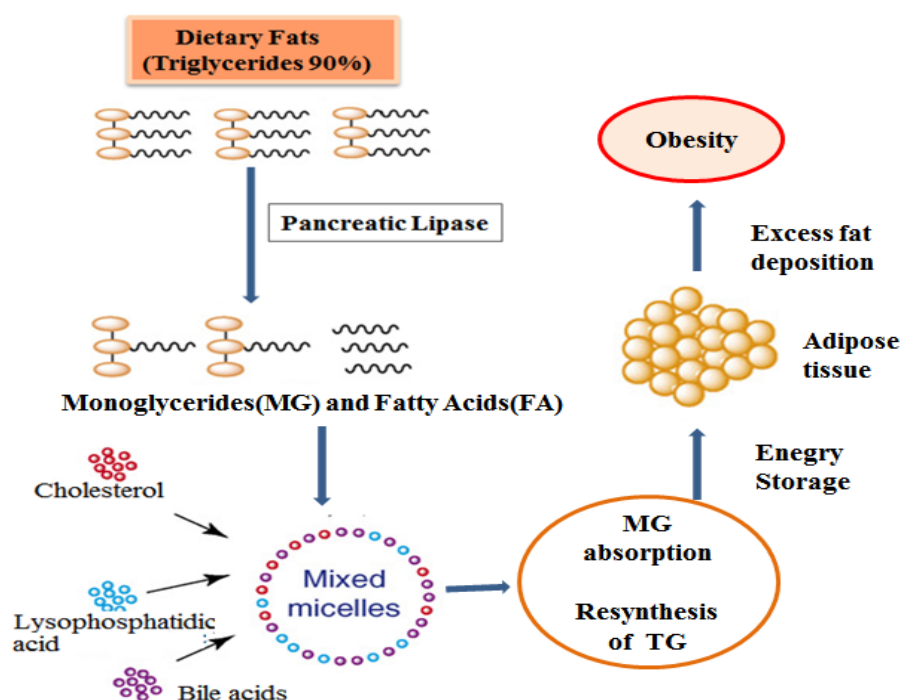 Dietary Fats
(Triglycerides 90%)
Pancreatic Lipase
Monoglycerides(MG) and Fatty Acids(FA)
Cholesterol
Lysophosphatidic
acid
Bile acids
Mixed
micelles
MG
absorption
Resynthesis
of TG
Enegry
Storage
Adipose
tissue
Excess fat
deposition
Obesity